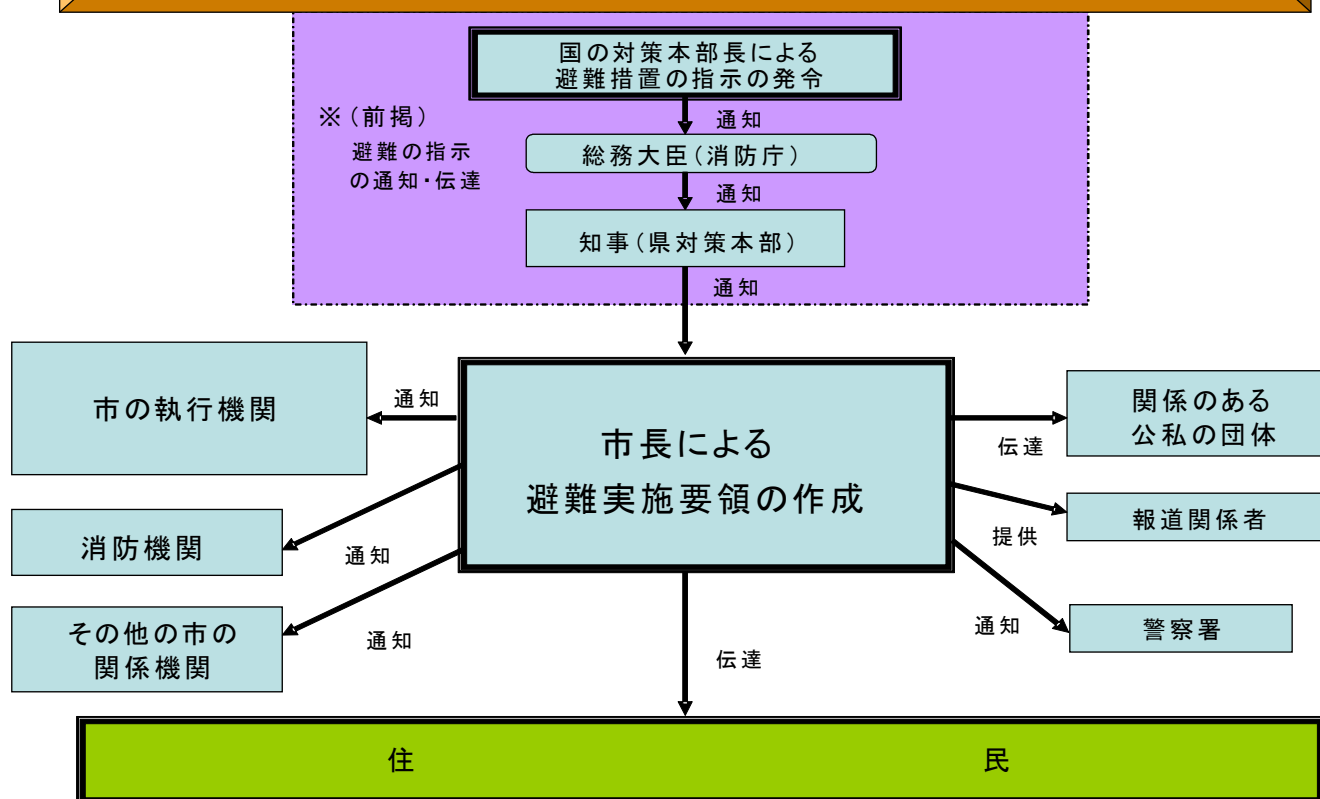 国の対策本部長による
避難措置の指示の発令
※(前掲)
避難の指示
の通知・伝達
通知
総務大臣(消防庁)
通知
知事(県対策本部)
通知
市の執行機関
通知
市長による
避難実施要領の作成
関係のある
公私の団体
伝達
消防機関
通知
報道関係者
提供
その他の市の
関係機関
通知
警察署
通知
伝達
住民